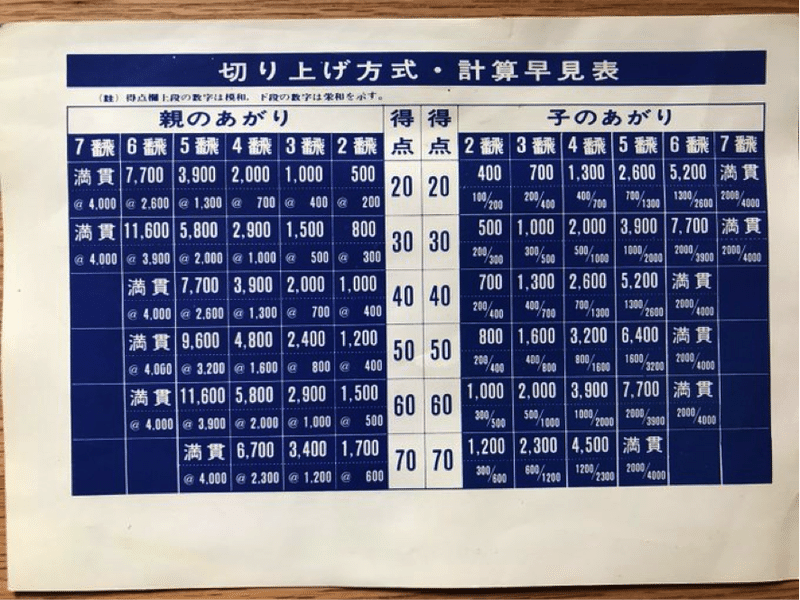 切り上げ方式・計算早見表
(註) 得点欄上段の数字は模和，下段の数字は栄和を示す。
親のあがり 得点 得点 子のあがり
7飜 6飜 5飜 4飜 3飜 2飜 2飜 3飜 4飜 5飜 6飜 7飜
満貫 7,700 3,900 2,000 1,000 500 20 20 400 700 1,300 2,600 5,200 満貫
@ 4,000 @ 2,600 @ 1,300 @ 700 @ 400 @ 200 100/200 200/400 400/700 700/1300 1300/2600 2000/4000
満貫 11,600 5,800 2,900 1,500 800 30 30 500 1,000 2,000 3,900 7,700 満貫
@ 4,000 @ 3,900 @ 2,000 @ 1,000 @ 500 @ 300 200/300 300/500 500/1000 1000/2000 2000/3900 2000/4000
満貫 7,700 3,900 2,000 1,000 40 40 700 1,300 2,600 5,200 満貫
@ 4,000 @ 2,600 @ 1,300 @ 700 @ 400 200/400 400/700 700/1300 1300/2600 2000/4000
満貫 9,600 4,800 2,400 1,200 50 50 800 1,600 3,200 6,400 満貫
@ 4,000 @ 3,200 @ 1,600 @ 800 @ 400 200/400 400/800 800/1600 1600/3200 2000/4000
満貫 11,600 5,800 2,900 1,500 60 60 1,000 2,000 3,900 7,700 満貫
@ 4,000 @ 3,900 @ 2,000 @ 1,000 @ 500 300/500 500/1000 1000/2000 2000/3900 2000/4000
満貫 6,700 3,400 1,700 70 70 1,200 2,300 4,500 満貫
@ 4,000 @ 2,300 @ 1,200 @ 600 300/600 600/1200 1200/2300 2000/4000